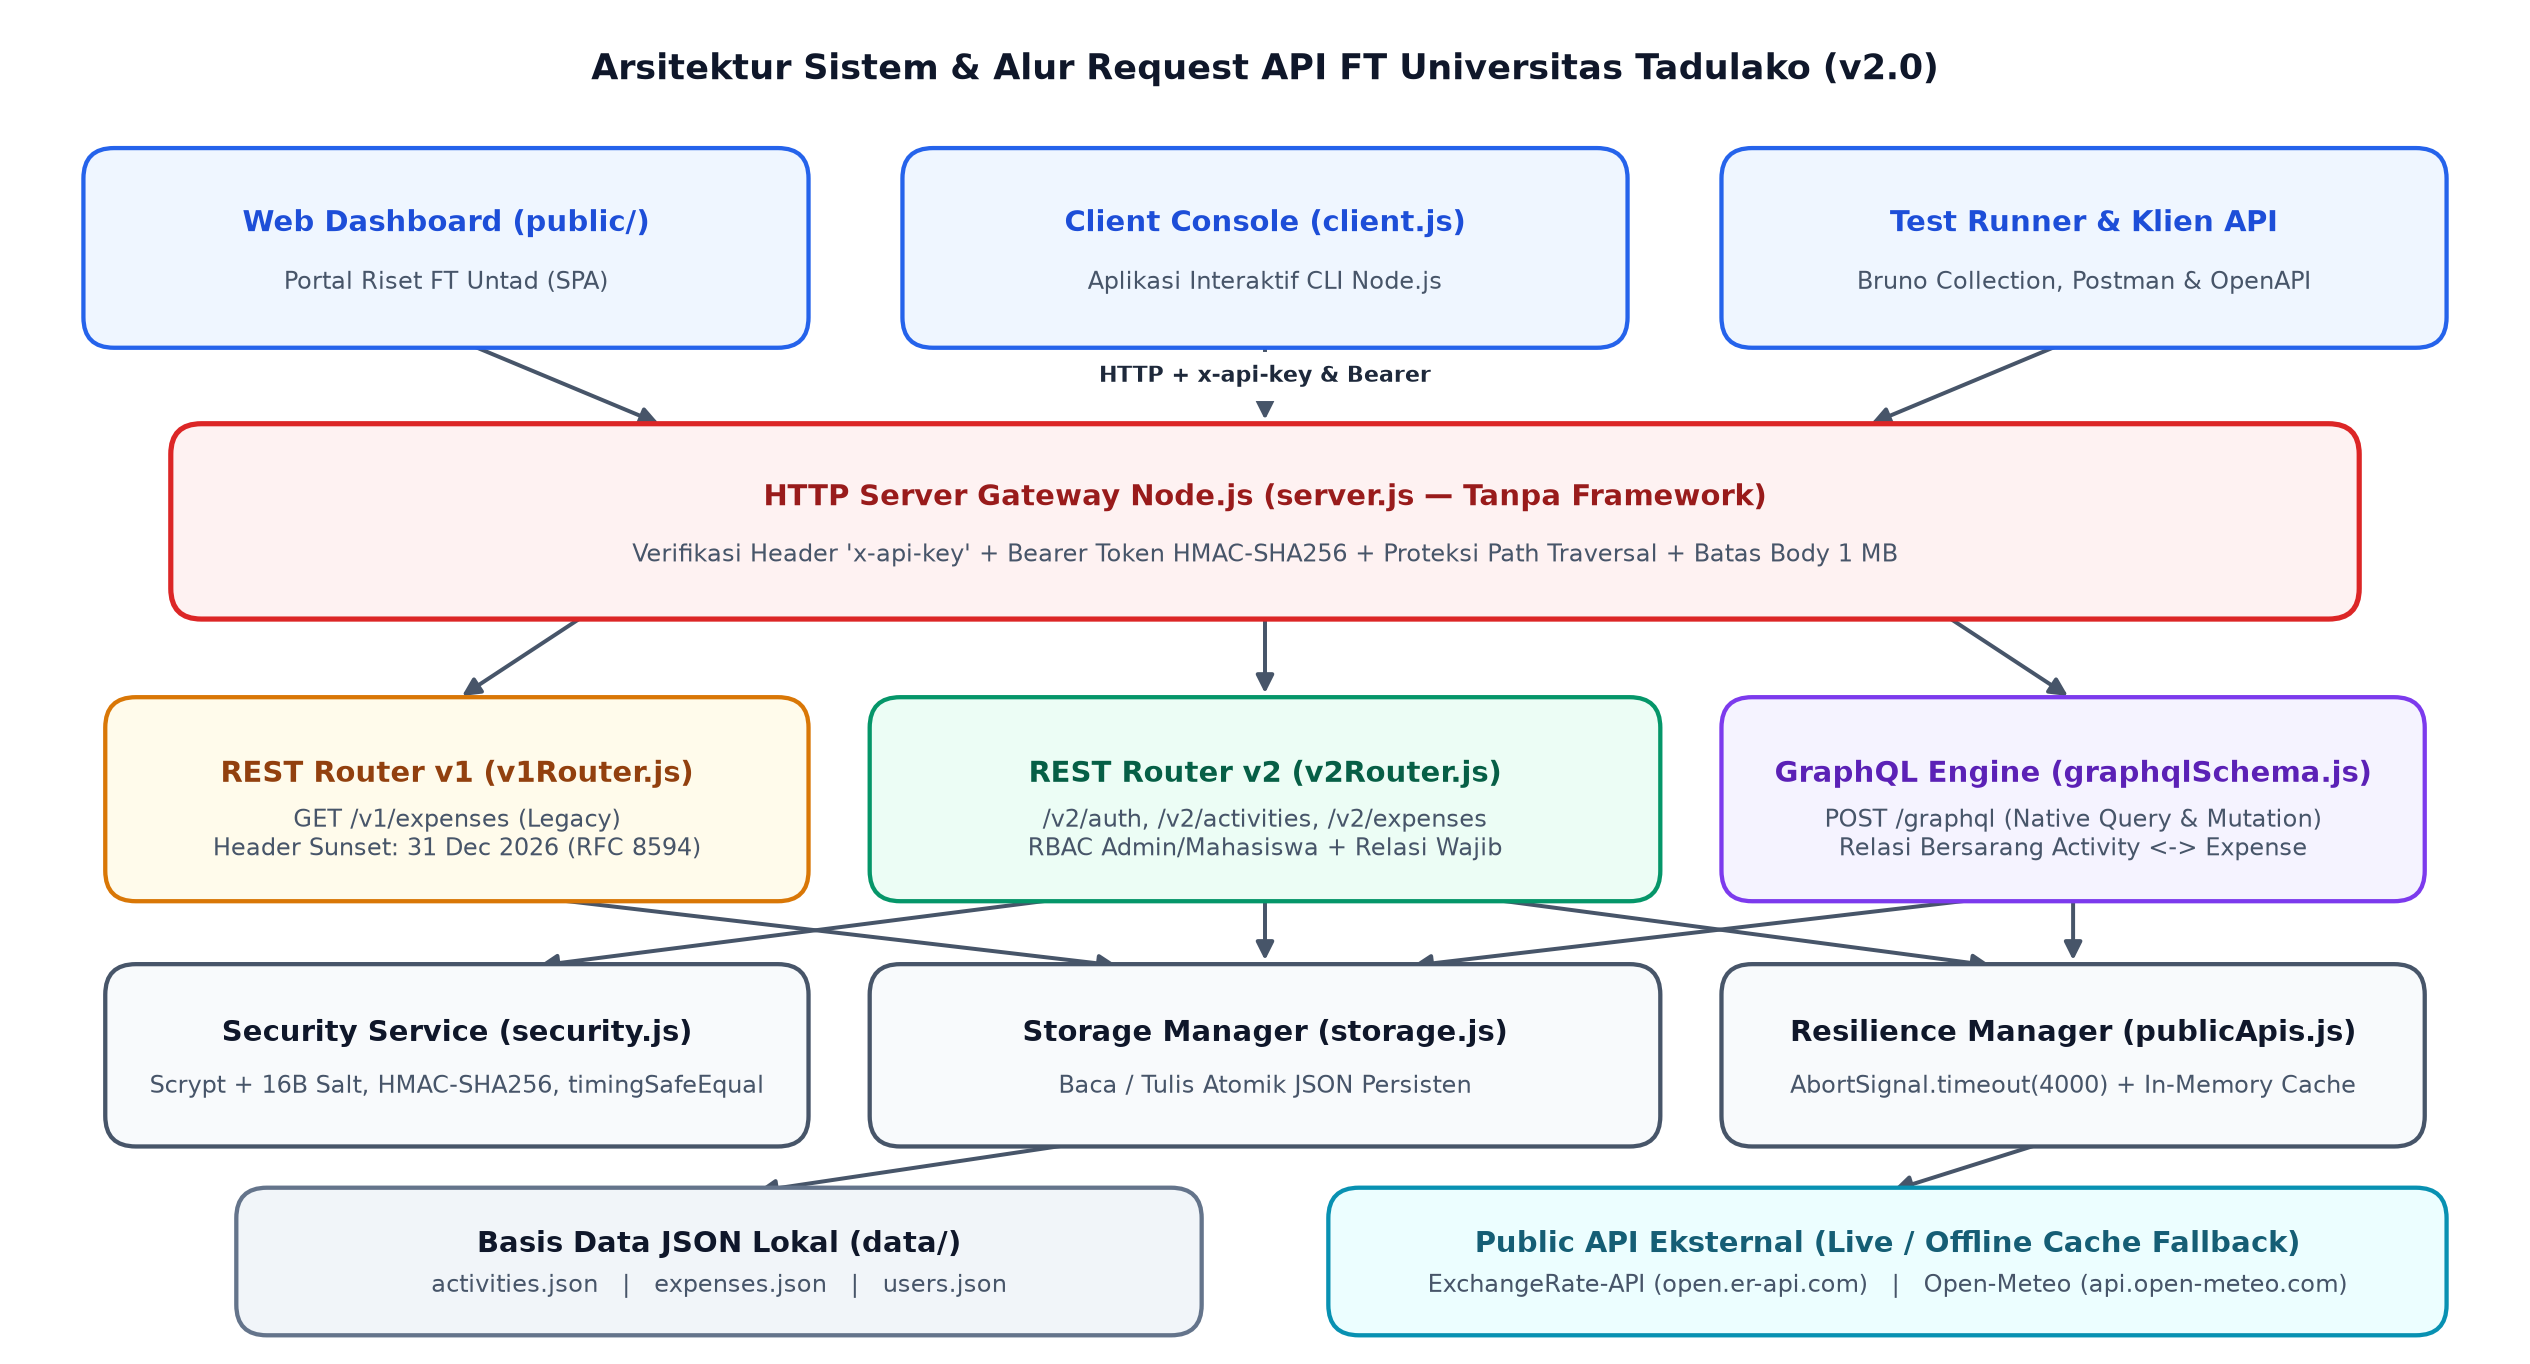 Arsitektur Sistem & Alur Request API FT Universitas Tadulako (v2.0)
Web Dashboard (public/)
Portal Riset FT Untad (SPA)
Client Console (client.js)
Aplikasi Interaktif CLI Node.js
Test Runner & Klien API
Bruno Collection, Postman & OpenAPI
HTTP + x-api-key & Bearer
HTTP Server Gateway Node.js (server.js — Tanpa Framework)
Verifikasi Header 'x-api-key' + Bearer Token HMAC-SHA256 + Proteksi Path Traversal + Batas Body 1 MB
REST Router v1 (v1Router.js)
GET /v1/expenses (Legacy)
Header Sunset: 31 Dec 2026 (RFC 8594)
REST Router v2 (v2Router.js)
/v2/auth, /v2/activities, /v2/expenses
RBAC Admin/Mahasiswa + Relasi Wajib
GraphQL Engine (graphqlSchema.js)
POST /graphql (Native Query & Mutation)
Relasi Bersarang Activity <-> Expense
Security Service (security.js)
Scrypt + 16B Salt, HMAC-SHA256, timingSafeEqual
Storage Manager (storage.js)
Baca / Tulis Atomik JSON Persisten
Resilience Manager (publicApis.js)
AbortSignal.timeout(4000) + In-Memory Cache
Basis Data JSON Lokal (data/)
activities.json | expenses.json | users.json
Public API Eksternal (Live / Offline Cache Fallback)
ExchangeRate-API (open.er-api.com) | Open-Meteo (api.open-meteo.com)